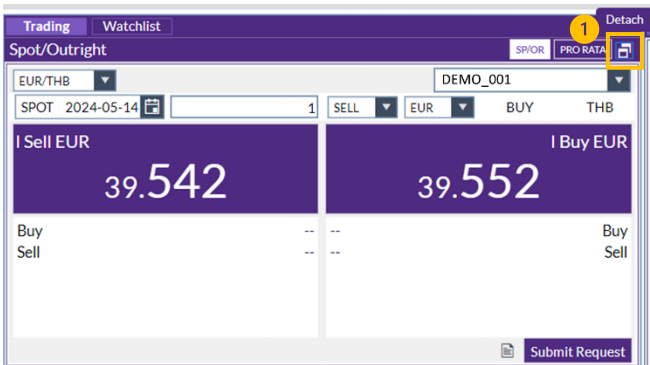 Trading Watchlist Detach
1
Spot/Outright SP/OR PRO RATA
EUR/THB DEMO_001
SPOT 2024-05-14 1 SELL EUR BUY THB
I Sell EUR I Buy EUR
39.542 39.552
Buy -- -- Buy
Sell -- -- Sell
Submit Request